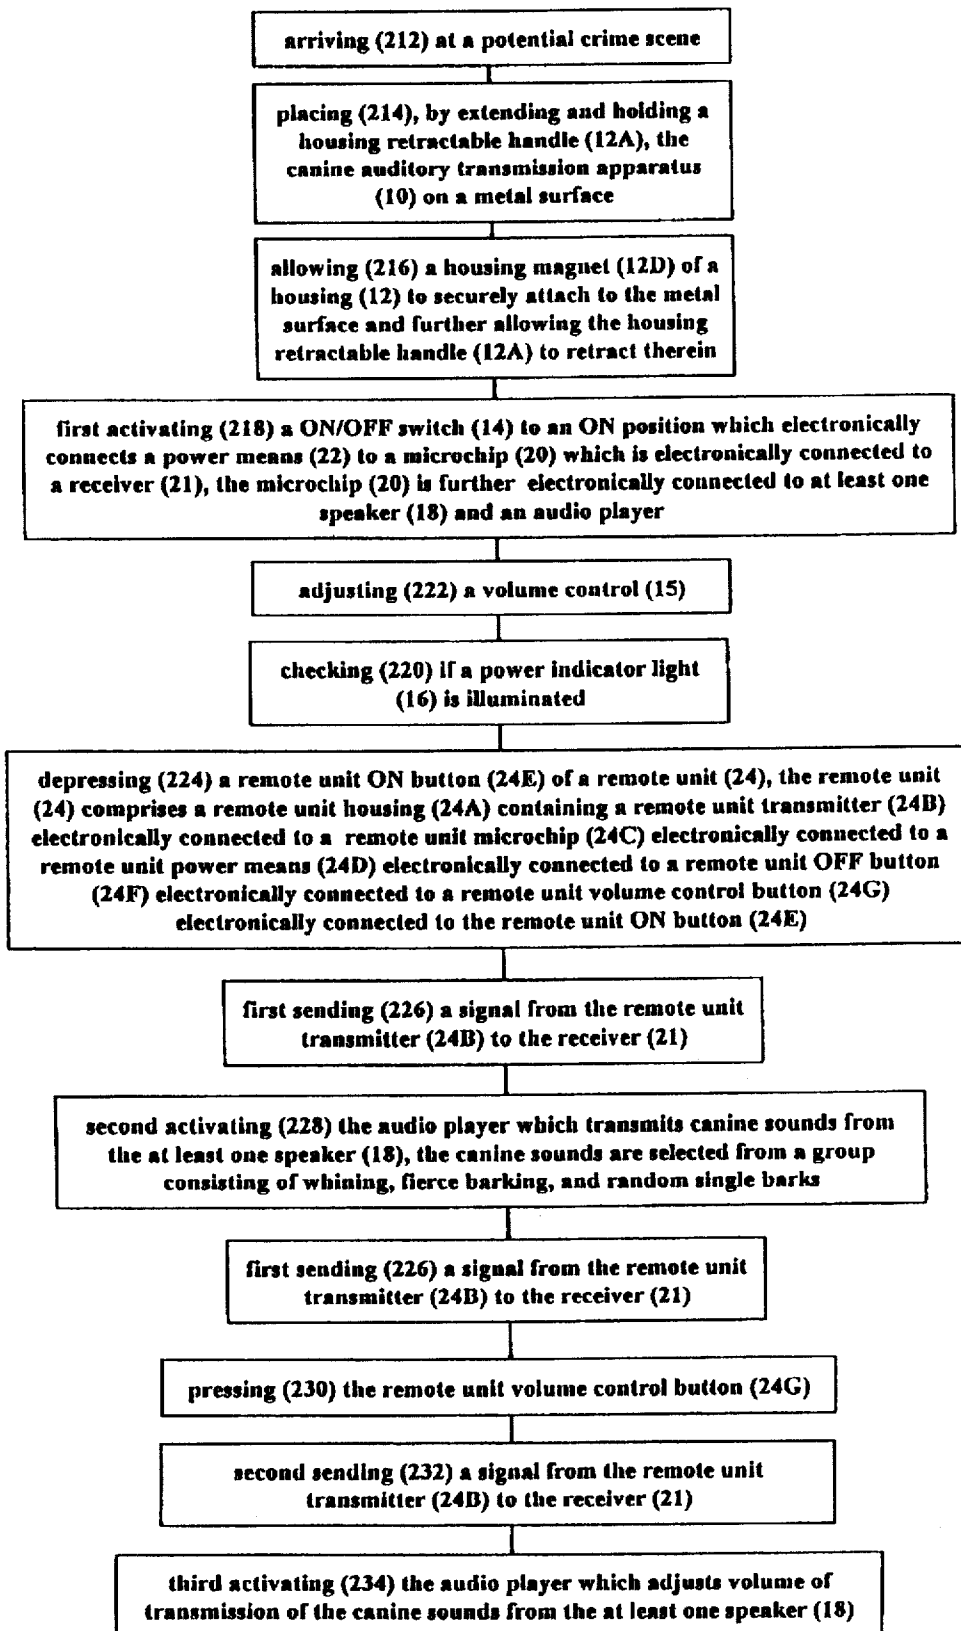 arriving (212) at a potential crime scene
placing (214), by extending and holding a
housing retractable handle (12A), the
canine auditory transmission apparatus
(10) on a metal surface
allowing (216) a housing magnet (12D) of a
housing (12) to securely attach to the metal
surface and further allowing the housing
retractable handle (12A) to retract therein
first activating (218) a ON/OFF switch (14) to an ON position which electronically
connects a power means (22) to a microchip (20) which is electronically connected to
a receiver (21), the microchip (20) is further electronically connected to at least one
speaker (18) and an audio player
adjusting (222) a volume control (15)
checking (220) if a power indicator light
(16) is illuminated
depressing (224) a remote unit ON button (24E) of a remote unit (24), the remote unit
(24) comprises a remote unit housing (24A) containing a remote unit transmitter (24B)
electronically connected to a remote unit microchip (24C) electronically connected to a
remote unit power means (24D) electronically connected to a remote unit OFF button
(24F) electronically connected to a remote unit volume control button (24G)
electronically connected to the remote unit ON button (24E)
first sending (226) a signal from the remote unit
transmitter (24B) to the receiver (21)
second activating (228) the audio player which transmits canine sounds from
the at least one speaker (18), the canine sounds are selected from a group
consisting of whining, fierce barking, and random single barks
first sending (226) a signal from the remote unit
transmitter (24B) to the receiver (21)
pressing (230) the remote unit volume control button (24G)
second sending (232) a signal from the remote unit
transmitter (24B) to the receiver (21)
third activating (234) the audio player which adjusts volume of
transmission of the canine sounds from the at least one speaker (18)